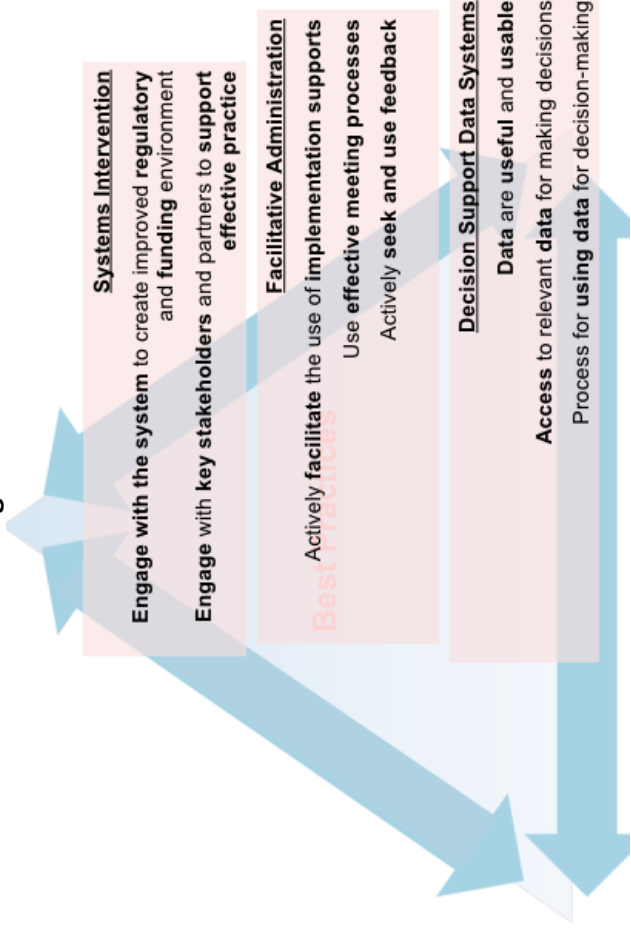 Systems Intervention
Engage with the system to create improved regulatory
and funding environment
Engage with key stakeholders and partners to support
effective practice
Facilitative Administration
Actively facilitate the use of implementation supports
Use effective meeting processes
Actively seek and use feedback
Best Practices
Decision Support Data Systems
Data are useful and usable
Access to relevant data for making decisions
Process for using data for decision-making